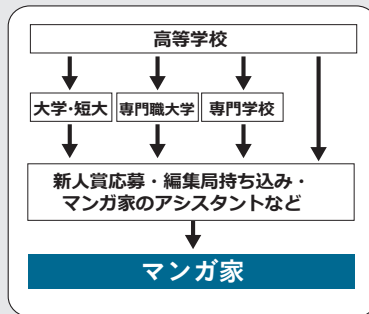 高等学校
大学・短大
専門職大学
専門学校
新人賞応募・編集局持ち込み・
マンガ家のアシスタントなど
マンガ家